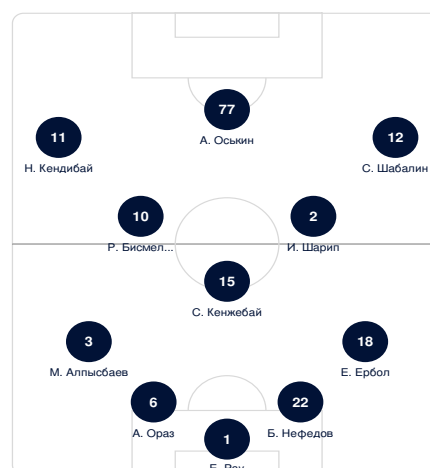 77
А. Оськин
11
12
Н. Кендибай
С. Шабалин
10
2
Р. Бисмел...
И. Шарип
15
С. Кенжебай
3
18
М. Алпысбаев
Е. Ербол
6
22
А. Ораз
Б. Нефедов
1